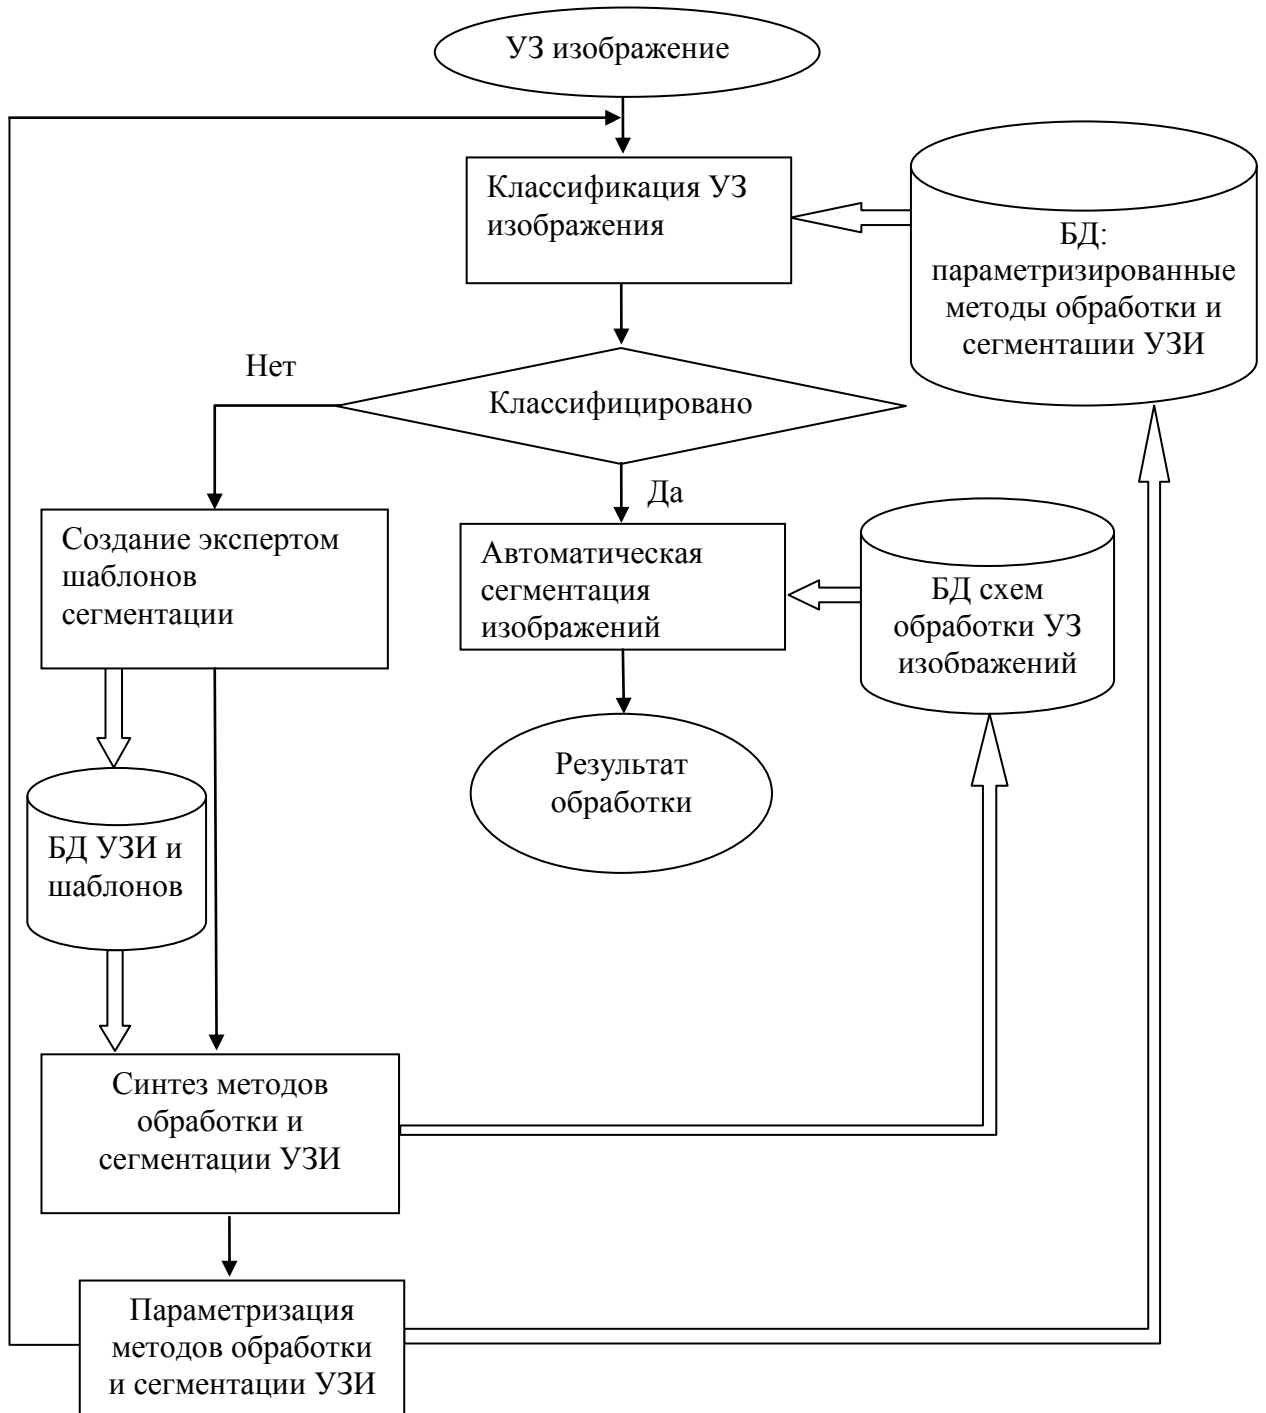 УЗ изображение
Классификация УЗ
изображения
БД:
параметризированные
методы обработки и
сегментации УЗИ
Нет
Классифицировано
Да
Создание экспертом
шаблонов
сегментации
Автоматическая
сегментация
изображений
БД схем
обработки УЗ
изображений
Результат
обработки
БД УЗИ и
шаблонов
Синтез методов
обработки и
сегментации УЗИ
Параметризация
методов обработки
и сегментации УЗИ